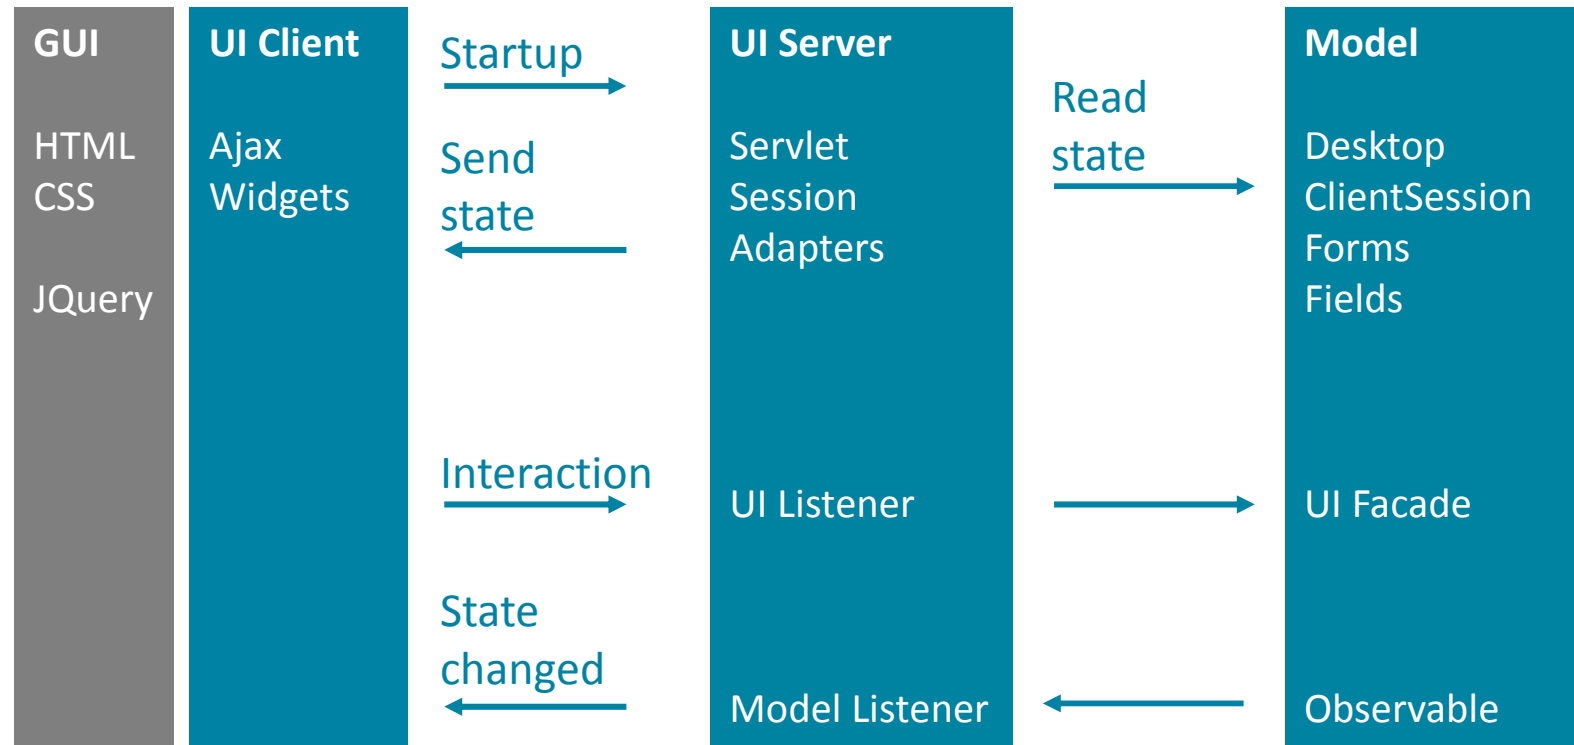 GUI
HTML
CSS
JQuery
UI Client
Ajax
Widgets
Startup
Send
state
Interaction
State
changed
UI Server
Servlet
Session
Adapters
UI Listener
Model Listener
Read
state
Model
Desktop
ClientSession
Forms
Fields
UI Facade
Observable